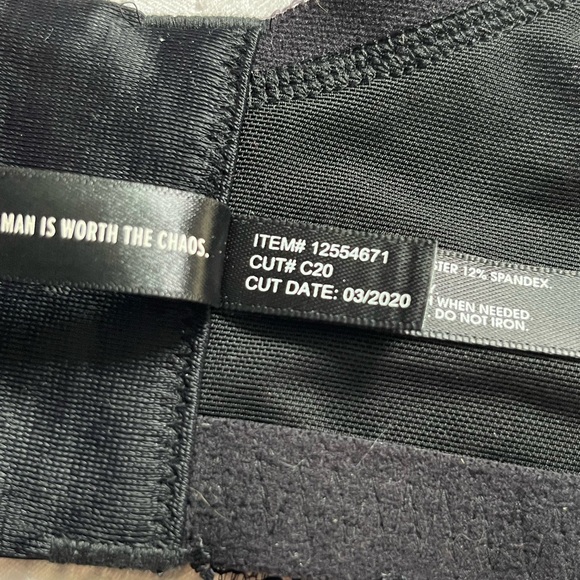 MAN IS WORTH THE CHAOS.
ITEM# 12554671
CUT# C20
CUT DATE: 03/2020
12% SPANDEX.
WHEN NEEDED
DO NOT IRON.